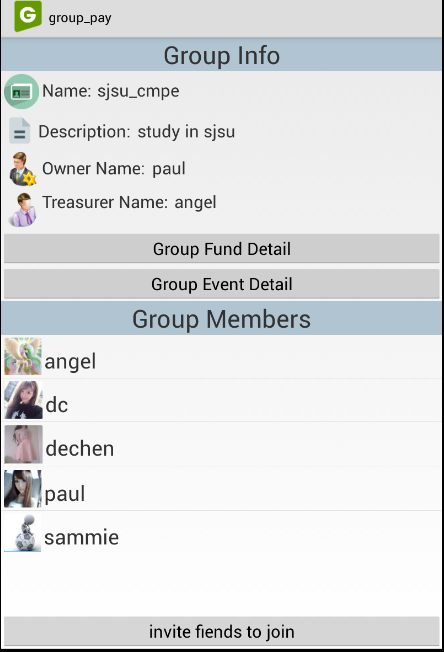 G group_pay
Group Info
Name: sjsu_cmpe
Description: study in sjsu
Owner Name: paul
Treasurer Name: angel
Group Fund Detail
Group Event Detail
Group Members
angel
dc
dechen
paul
sammie
invite fiends to join